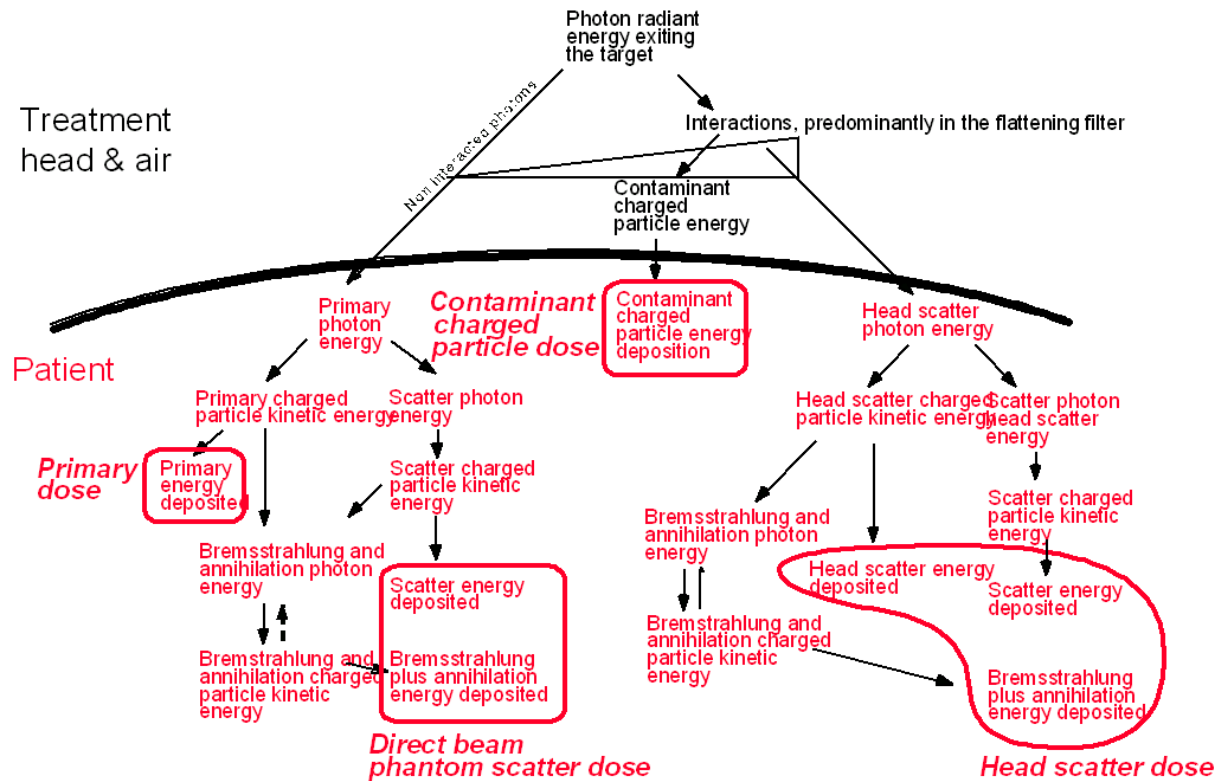 Photon radiant
energy exiting
the target
Treatment
head & air
Non interacted photons
Interactions, predominantly in the flattening filter
Contaminant
charged
particle energy
Patient
Primary
photon
energy
Contaminant
charged
particle dose
Contaminant
charged
particle energy
deposition
Head scatter
photon energy
Primary charged
particle kinetic energy
Scatter photon
energy
Head scatter charged
particle kinetic energy
Scatter photon
head scatter
energy
Primary
dose
Primary
energy
deposited
Scatter charged
particle kinetic
energy
Bremsstrahlung and
annihilation photon
energy
Scatter charged
particle kinetic
energy
Bremsstrahlung and
annihilation photon
energy
Scatter energy
deposited
Head scatter energy
deposited
Scatter energy
deposited
Bremstrahlung and
annihilation charged
particle kinetic
energy
Bremsstrahlung
plus annihilation
energy deposited
Bremstrahlung and
annihilation charged
particle kinetic
energy
Bremsstrahlung
plus annihilation
energy deposited
Direct beam
phantom scatter dose
Head scatter dose